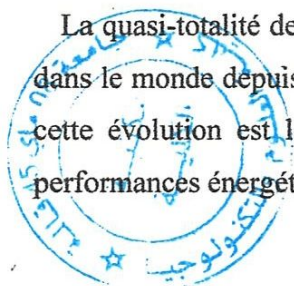 La quasi-totalité de
dans le monde depuis
cette évolution est l
performances énergét